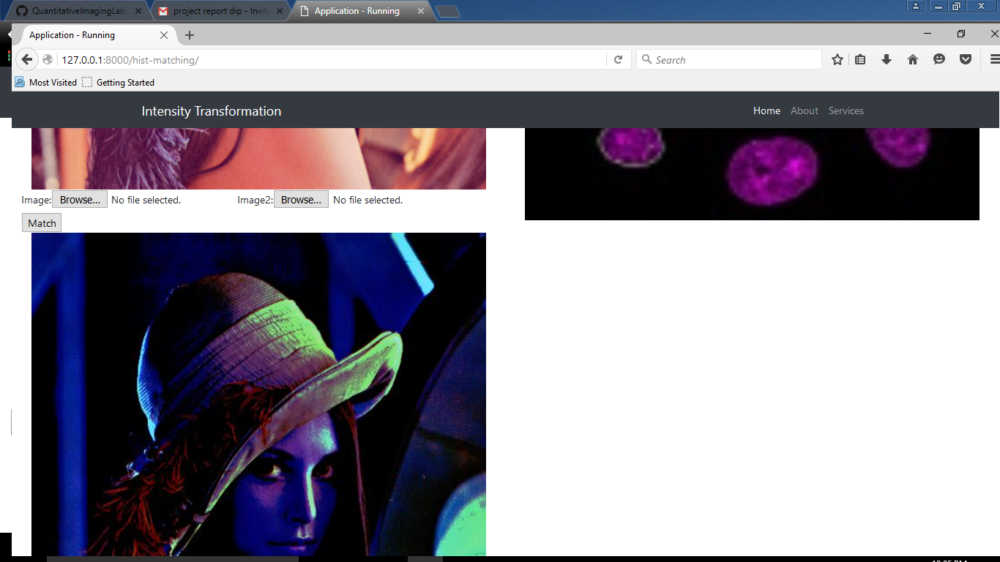 QuantitativeImagingLab
project report dip - Invita
Application - Running
Application - Running
127.0.0.1:8000/hist-matching/
Search
Most Visited Getting Started
Intensity Transformation Home About Services
Image: Browse... No file selected. Image2: Browse... No file selected.
Match